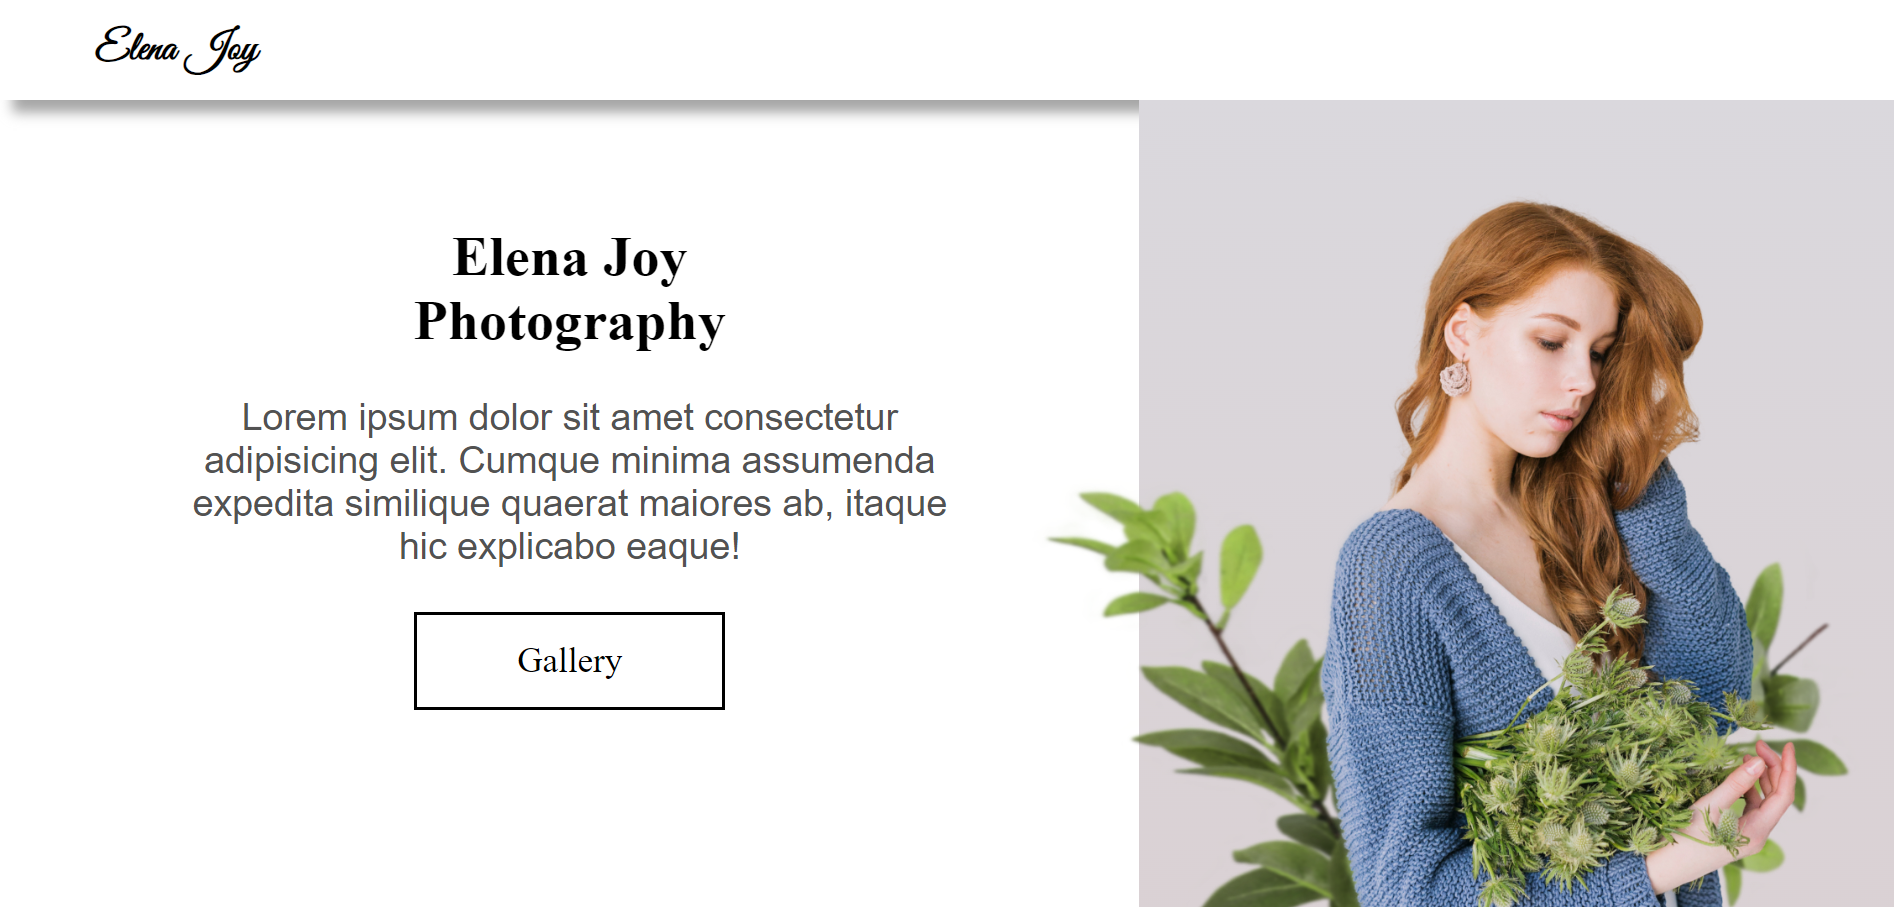 Elena Joy
Elena Joy
Photography
Lorem ipsum dolor sit amet consectetur
adipisicing elit. Cumque minima assumenda
expedita similique quaerat maiores ab, itaque
hic explicabo eaque!
Gallery